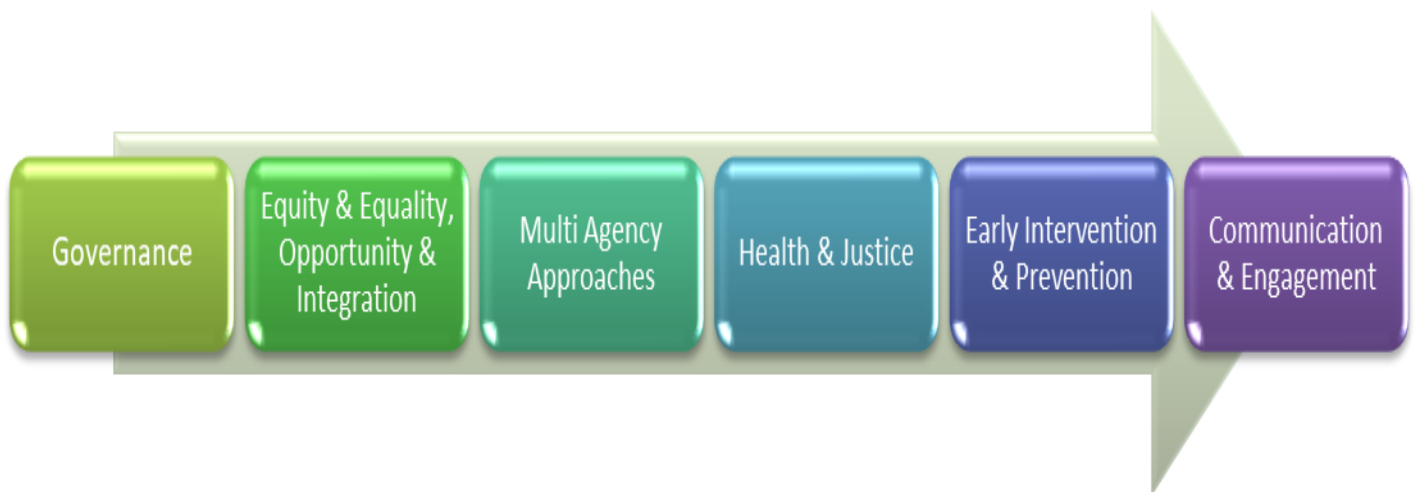 Governance
Equity & Equality,
Opportunity &
Integration
Multi Agency
Approaches
Health & Justice
Early Intervention
& Prevention
Communication
& Engagement